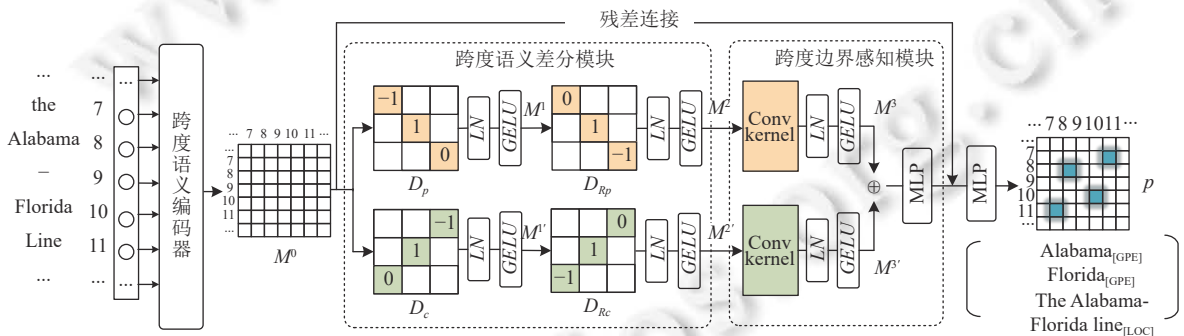 残差连接
跨度语义差分模块
跨度边界感知模块
...
the
Alabama
–
Florida
Line
...
...
7
8
9
10
11
...
...
...
跨度语义编码器
... 7 8 9 10 11 ...
...
7
8
9
10
11
...
M⁰
−1
1
0
D_p
LN
GELU
M¹
0
1
−1
D_Rp
LN
GELU
M²
Conv kernel
LN
GELU
M³
−1
1
0
D_c
LN
GELU
M¹′
0
1
−1
D_Rc
LN
GELU
M²′
Conv kernel
LN
GELU
M³′
⊕
MLP
MLP
... 7 8 9 10 11 ...
...
7
8
9
10
11
...
p
Alabama[GPE]
Florida[GPE]
The Alabama-
Florida line[LOC]